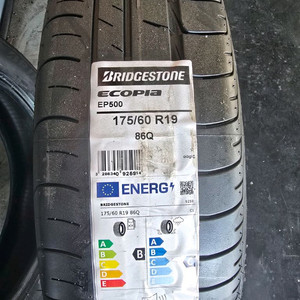 BRIDGESTONE
ECOPIA
EP500
175/60 R19
86Q
ENERG
BRIDGESTONE
175/60 R19 86Q
A
A
B
B
B
C
C
D
D
E
E